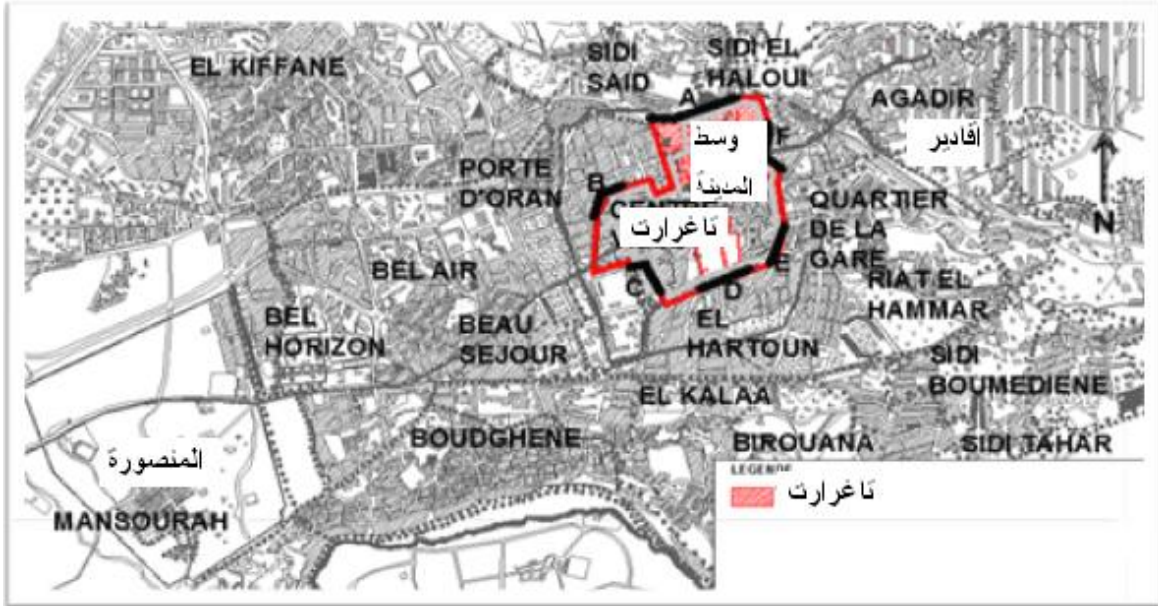 EL KIFFANE
SIDI
SAID
SIDI EL
HALOUI
AGADIR
أقادير
A
F
وسط
المدينة
تاغرارت
B
C
D
E
N
PORTE
D'ORAN
QUARTIER
DE LA
GARE
RIAT EL
HAMMAR
BEL AIR
BEL
HORIZON
BEAU
SEJOUR
EL
HARTOUN
SIDI
BOUMEDIENE
EL KALAA
BOUDGHENE
BIROUANA
SIDI TAHAR
المنصورة
MANSOURAH
LEGENDE
تاغرارت